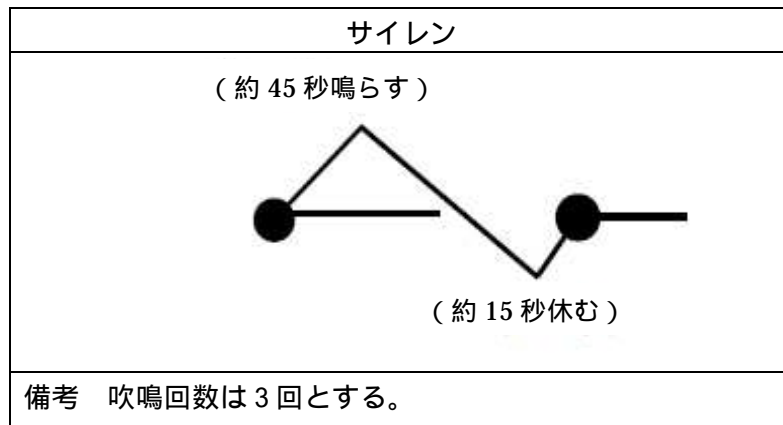 サイレン
（約 45 秒鳴らす）
（約 15 秒休む）
備考　吹鳴回数は 3 回とする。